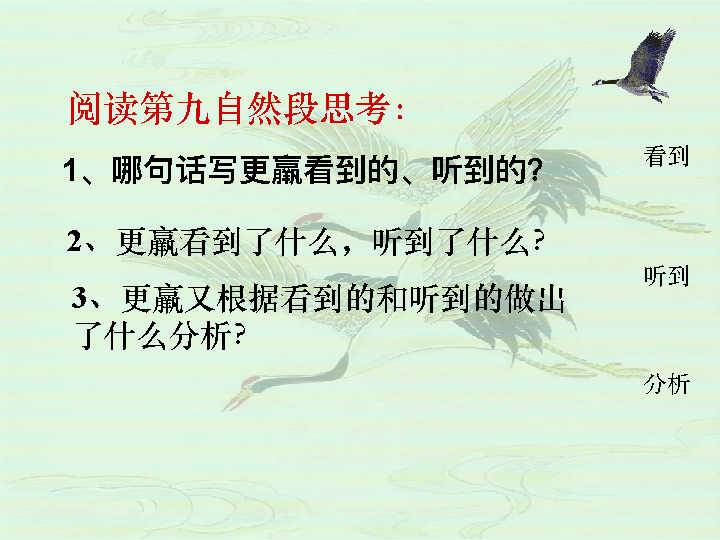 阅读第九自然段思考：
1、哪句话写更羸看到的、听到的？
看到
2、更羸看到了什么，听到了什么？
听到
3、更羸又根据看到的和听到的做出
了什么分析？
分析